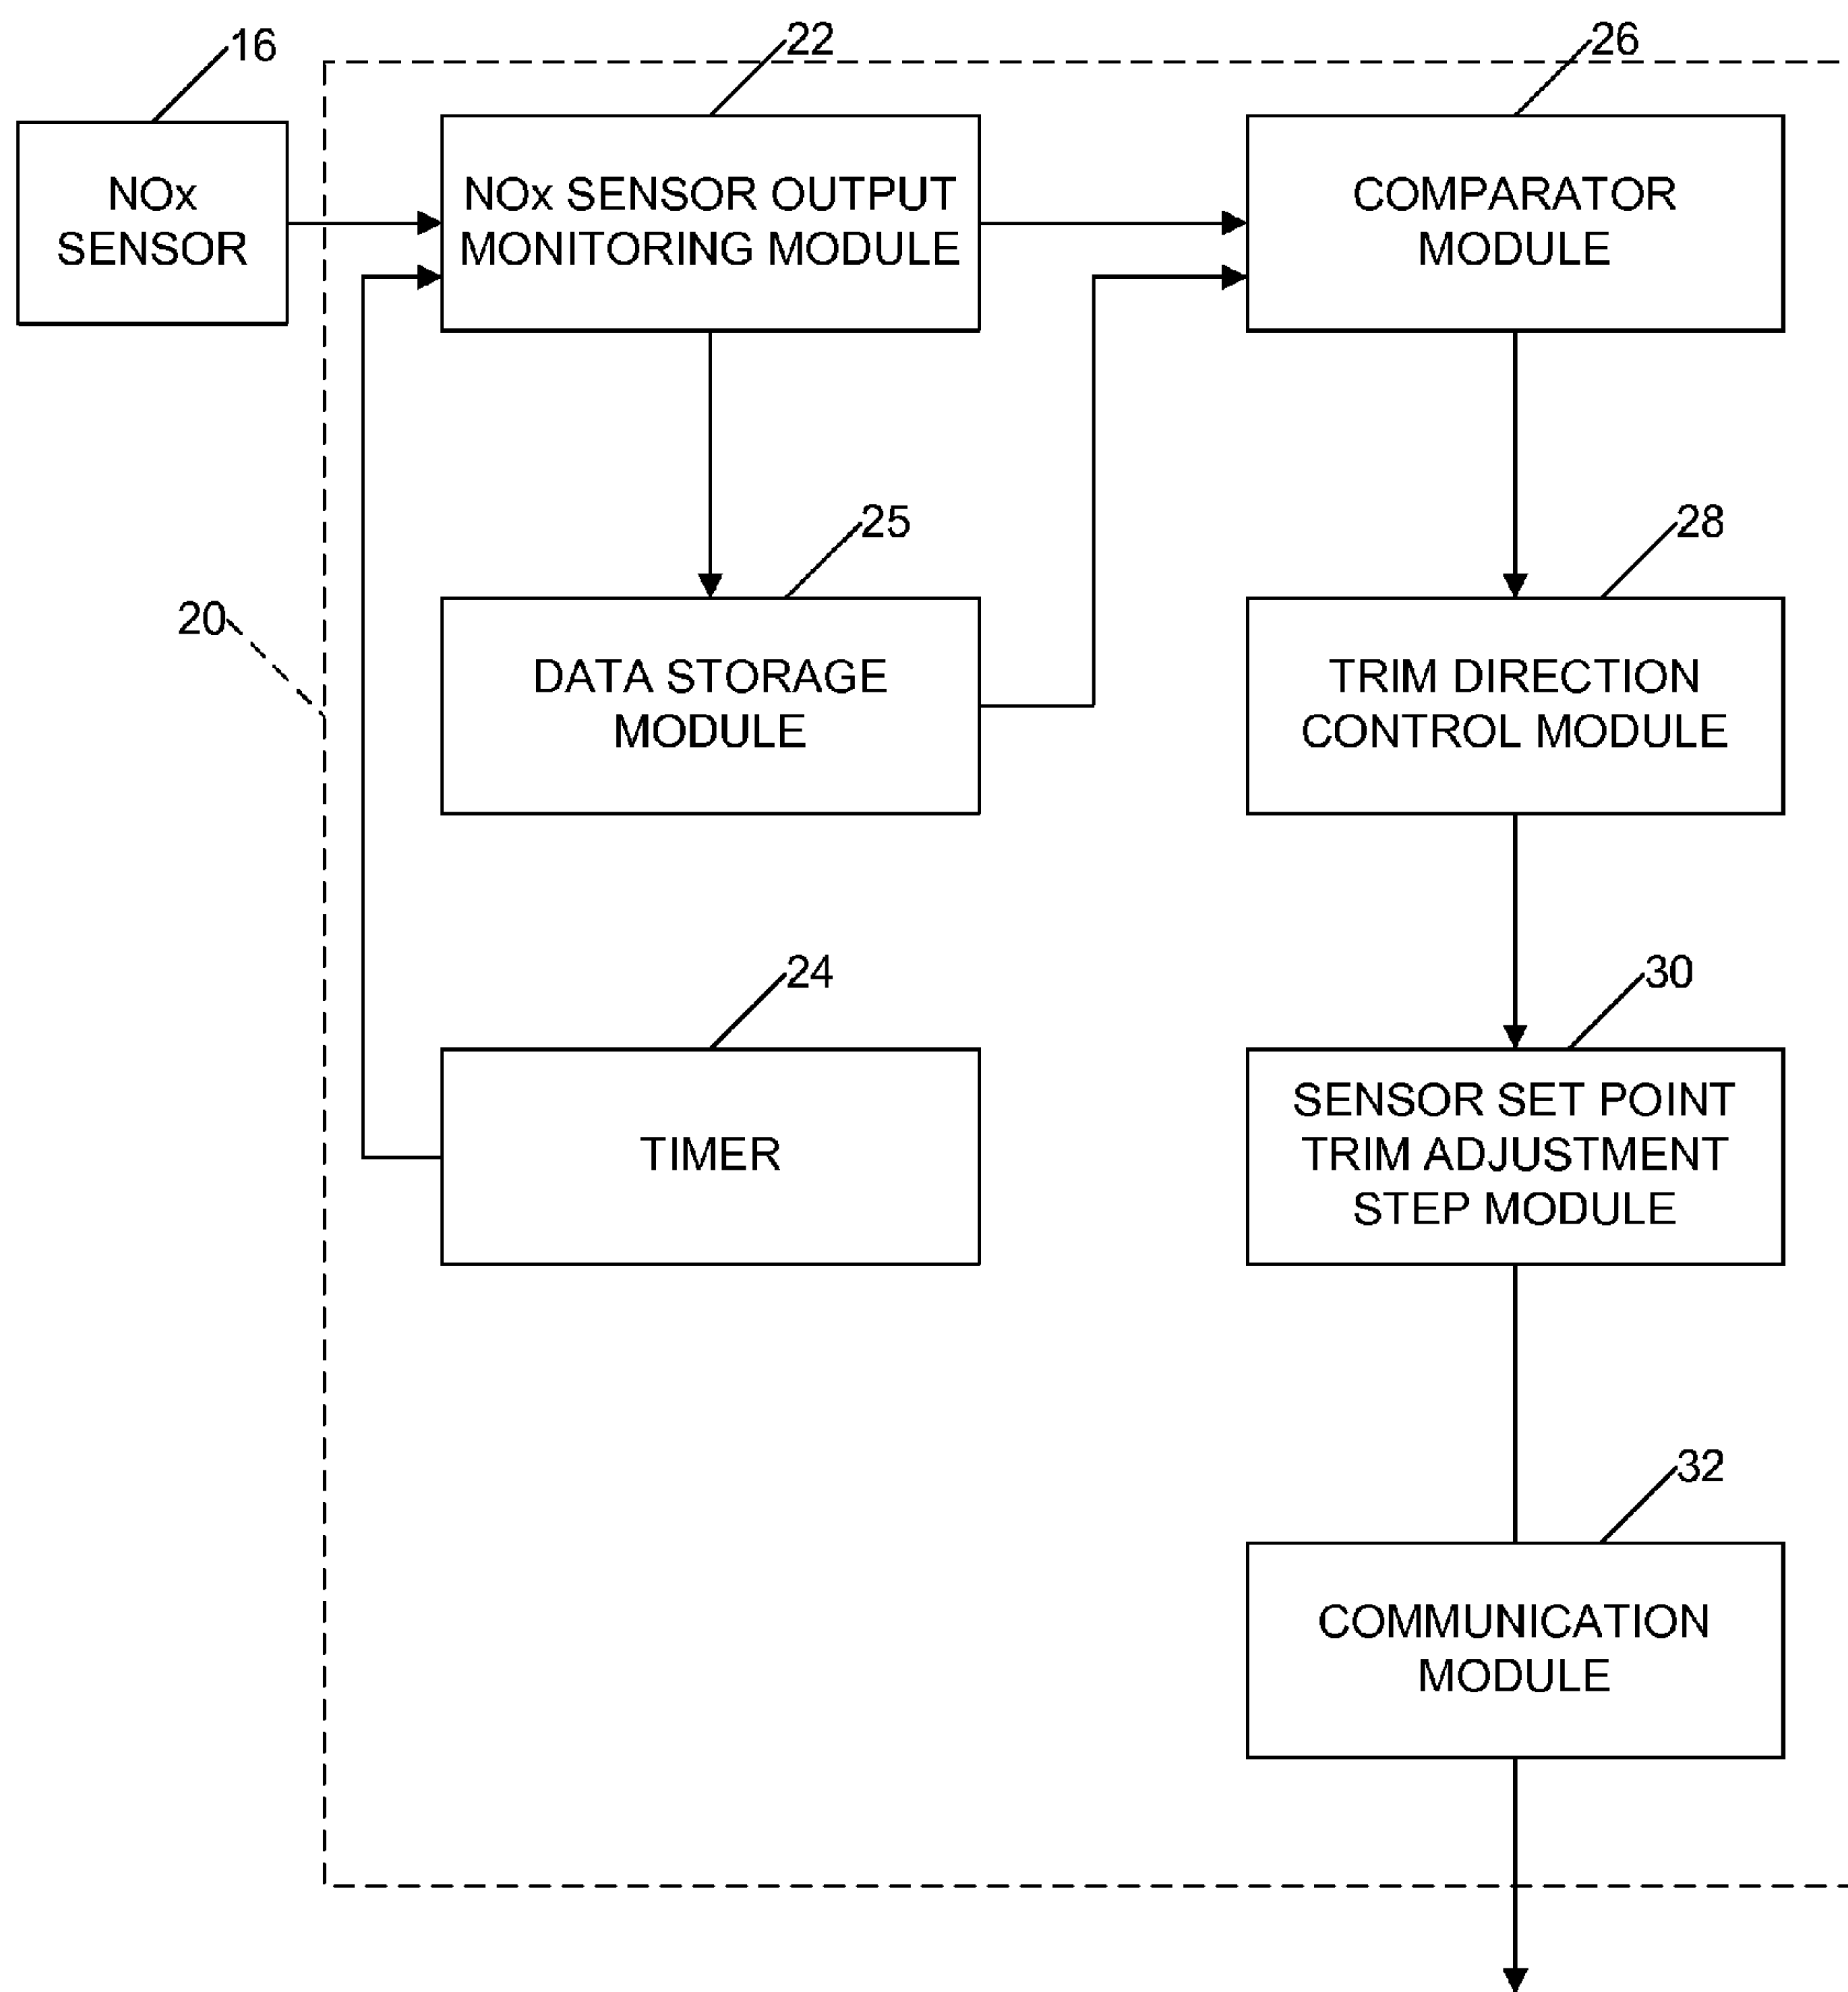 16
22
26
NOx
SENSOR
NOx SENSOR OUTPUT
MONITORING MODULE
COMPARATOR
MODULE
25
28
20
DATA STORAGE
MODULE
TRIM DIRECTION
CONTROL MODULE
24
30
TIMER
SENSOR SET POINT
TRIM ADJUSTMENT
STEP MODULE
32
COMMUNICATION
MODULE